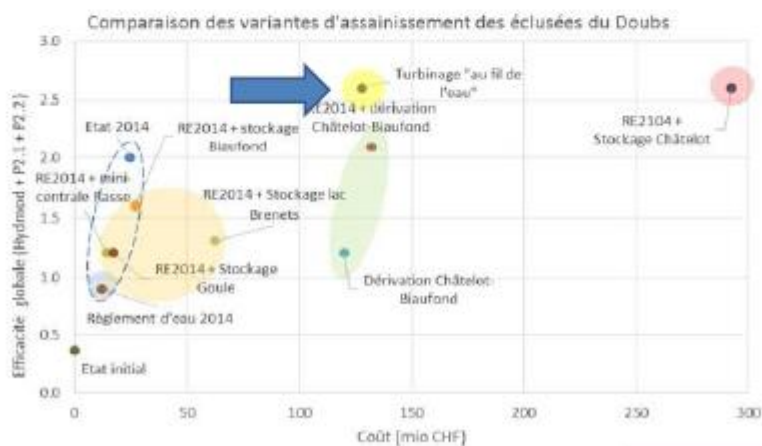 Comparaison des variantes d'assainissement des éclusées du Doubs
Efficacité globale (Hydmod + P2.1 + P2.2)
3.0
2.5
2.0
1.5
1.0
0.5
0.0
Turbinage "au fil de
l'eau"
RE2014 + dérivation
Châtelot-Biaufond
RE2104 +
Stockage Châtelot
Etat 2014
RE2014 + stockage
Biaufond
RE2014 + mini-
centrale Rasse
RE2014 + Stockage lac
Brenets
RE2014 + Stockage
Goule
Dérivation Châtelot-
Biaufond
Règlement d'eau 2014
Etat initial
0
50
100
150
200
250
300
Coût [mio CHF]